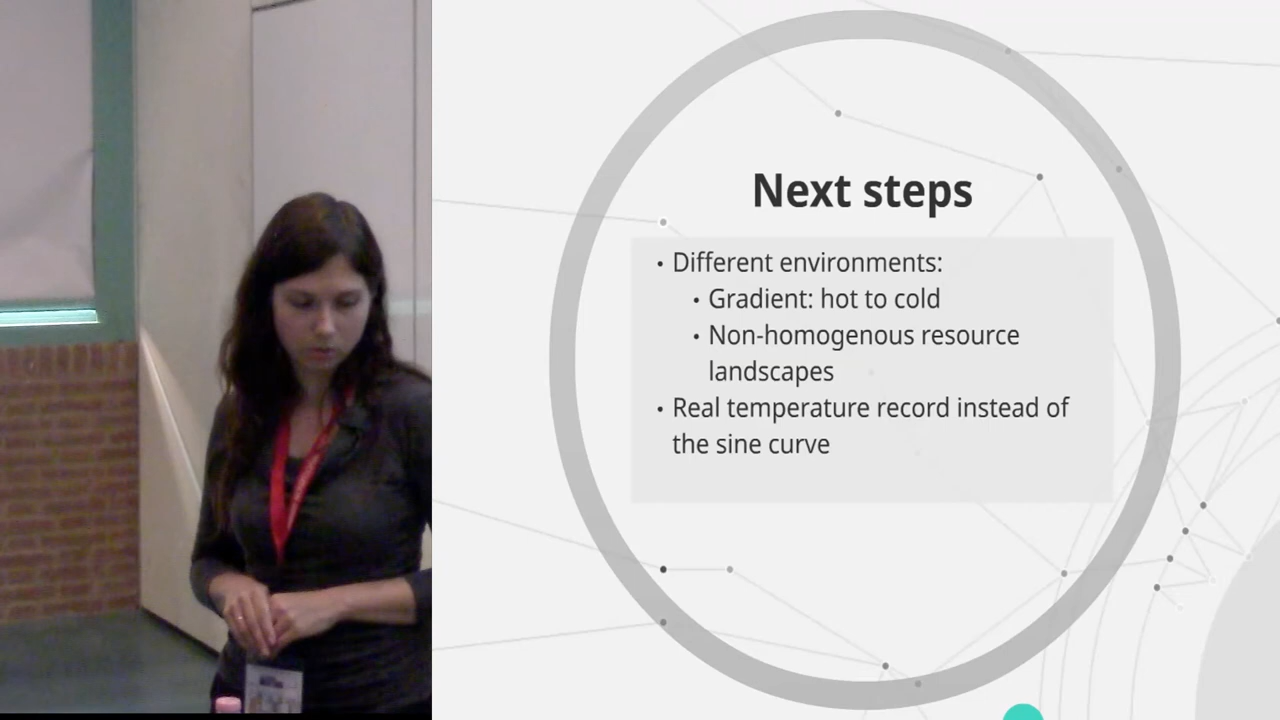 Next steps
• Different environments:
• Gradient: hot to cold
• Non-homogenous resource
landscapes
• Real temperature record instead of
the sine curve